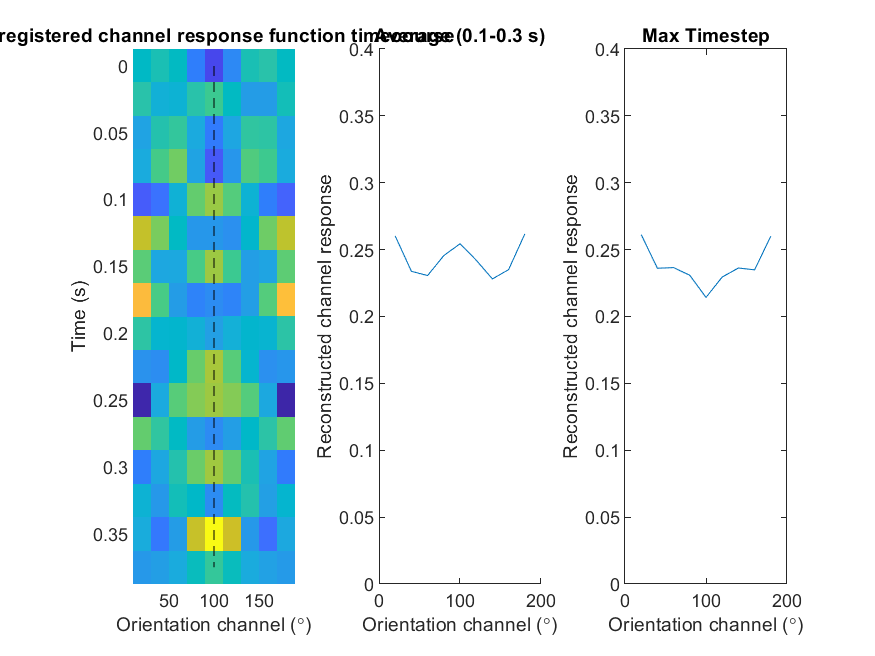 registered channel response function timecourse
Average (0.1-0.3 s)
Max Timestep
0
0.05
0.1
0.15
0.2
0.25
0.3
0.35
Time (s)
50 100 150
Orientation channel (°)
0.4
0.35
0.3
0.25
0.2
0.15
0.1
0.05
0
Reconstructed channel response
0 100 200
Orientation channel (°)
0.4
0.35
0.3
0.25
0.2
0.15
0.1
0.05
0
Reconstructed channel response
0 100 200
Orientation channel (°)